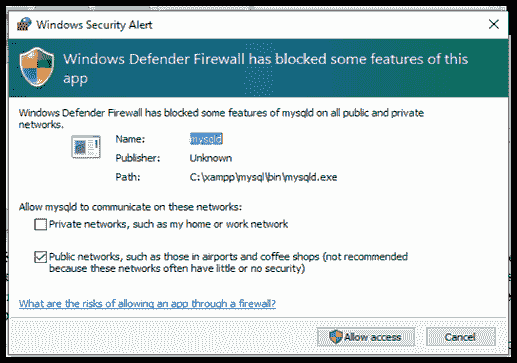 Windows Security Alert
Windows Defender Firewall has blocked some features of this
app
Windows Defender Firewall has blocked some features of mysqld on all public and private
networks.
Name: mysqld
Publisher: Unknown
Path: C:\xampp\mysql\bin\mysqld.exe
Allow mysqld to communicate on these networks:
Private networks, such as my home or work network
Public networks, such as those in airports and coffee shops (not recommended
because these networks often have little or no security)
What are the risks of allowing an app through a firewall?
Allow access Cancel